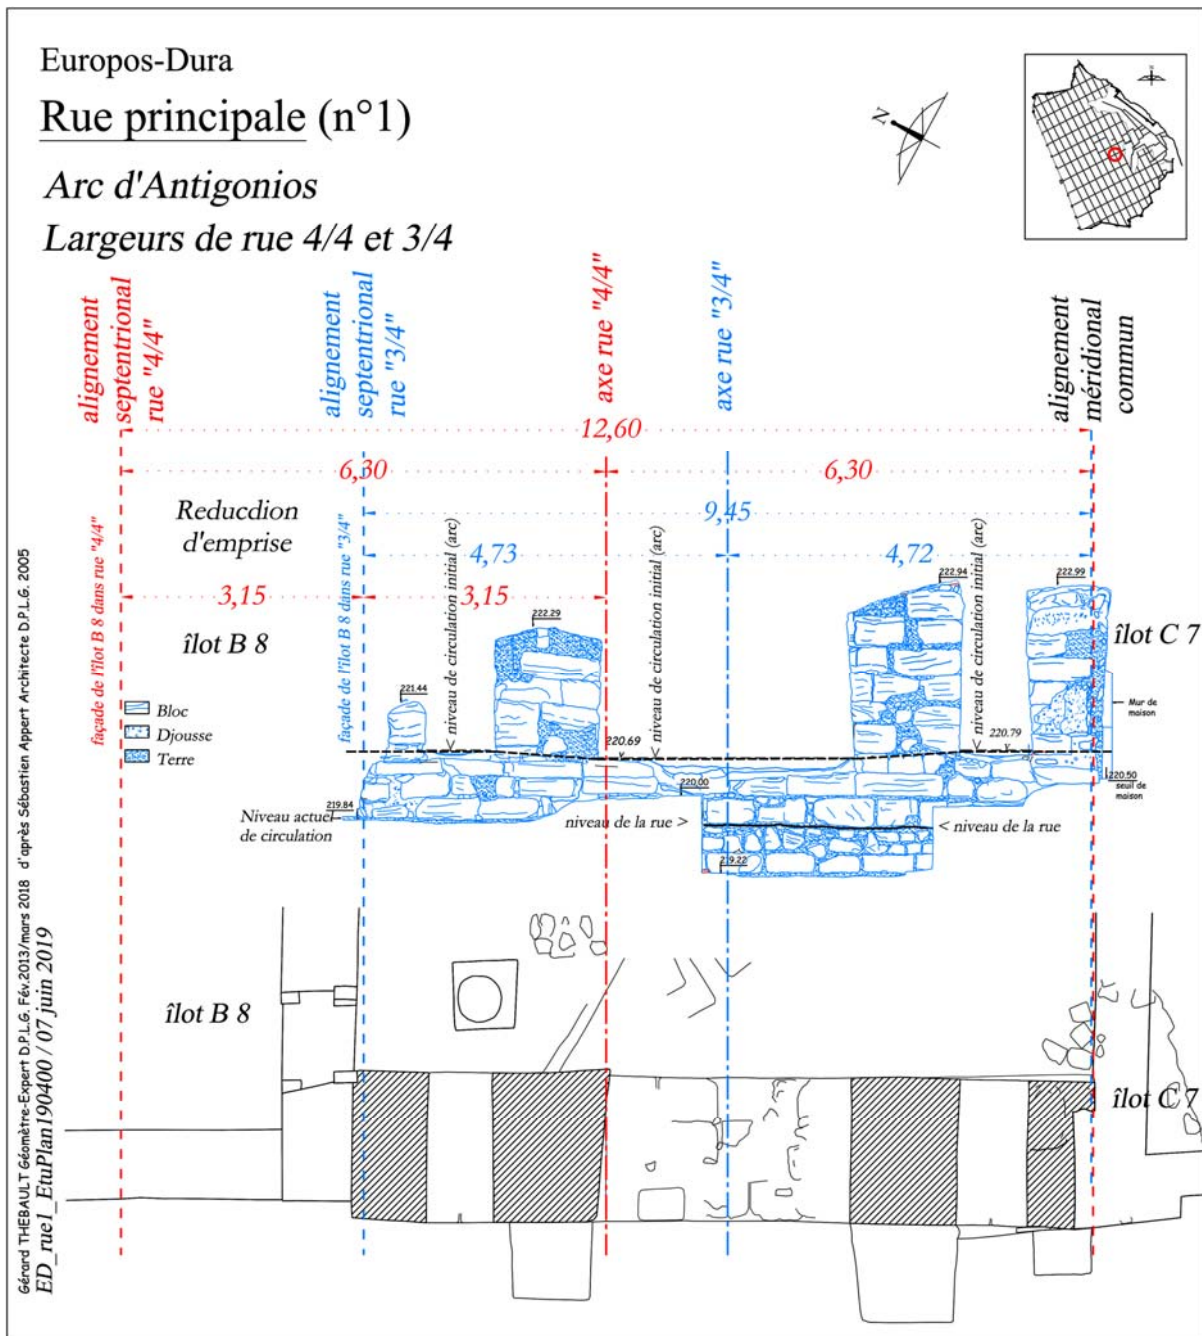 Europos-Dura
Rue principale (n°1)
Arc d'Antigonios
Largeurs de rue 4/4 et 3/4
N
alignement
septentrional
rue "4/4"
alignement
septentrional
rue "3/4"
axe rue "4/4"
axe rue "3/4"
alignement
méridional
commun
12,60
6,30
6,30
9,45
4,73
4,72
3,15
3,15
Reducdion
d'emprise
façade de l'îlot B 8 dans rue "4/4"
façade de l'îlot B 8 dans rue "3/4"
niveau de circulation initial (arc)
niveau de circulation initial (arc)
niveau de circulation initial (arc)
222.94
222.99
222.29
221.44
îlot B 8
îlot C 7
Bloc
Djousse
Terre
Mur de
maison
220.69
220.79
220.50
seuil de
maison
220.00
219.84
Niveau actuel
de circulation
niveau de la rue >
< niveau de la rue
219.22
îlot B 8
îlot C 7
Gérard THEBAULT Géomètre-Expert D.P.L.G. Fév.2013/mars 2018 d'après Sébastien Appert Architecte D.P.L.G. 2005
ED_rue1_EtuPlan190400 / 07 juin 2019